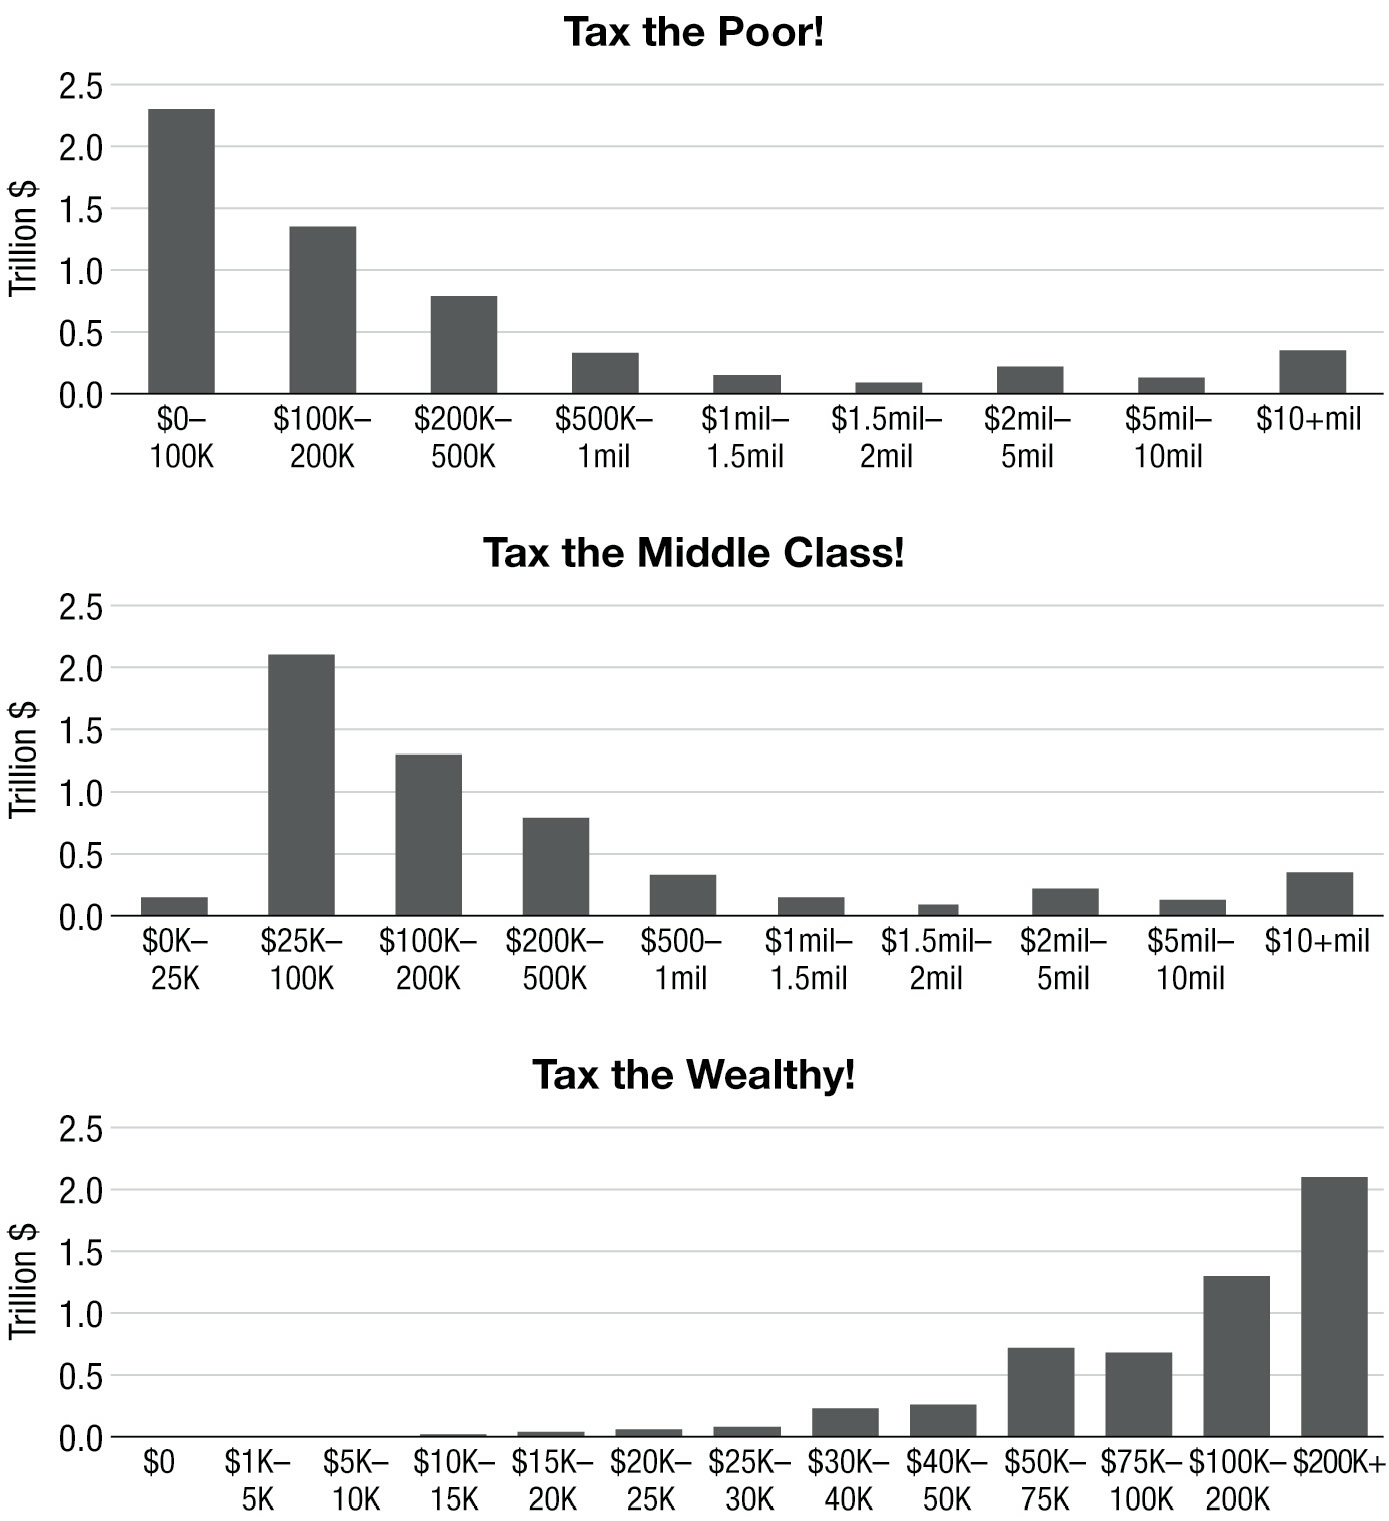 Tax the Poor!
Trillion $
2.5
2.0
1.5
1.0
0.5
0.0
$0– $100K– $200K– $500K– $1mil– $1.5mil– $2mil– $5mil– $10+mil
100K 200K 500K 1mil 1.5mil 2mil 5mil 10mil
Tax the Middle Class!
Trillion $
2.5
2.0
1.5
1.0
0.5
0.0
$0K– $25K– $100K– $200K– $500– $1mil– $1.5mil– $2mil– $5mil– $10+mil
25K 100K 200K 500K 1mil 1.5mil 2mil 5mil 10mil
Tax the Wealthy!
Trillion $
2.5
2.0
1.5
1.0
0.5
0.0
$0 $1K– $5K– $10K– $15K– $20K– $25K– $30K– $40K– $50K– $75K– $100K– $200K+
5K 10K 15K 20K 25K 30K 40K 50K 75K 100K 200K